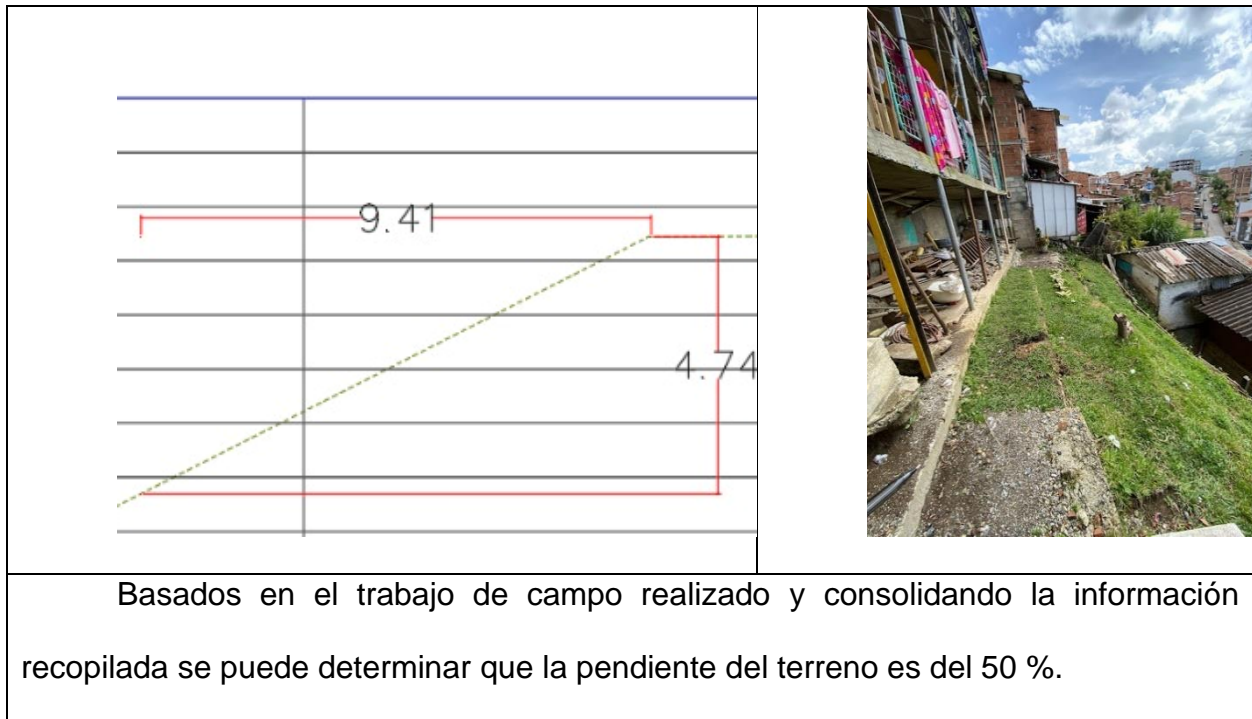 9.41
4.74
Basados en el trabajo de campo realizado y consolidando la información
recopilada se puede determinar que la pendiente del terreno es del 50 %.